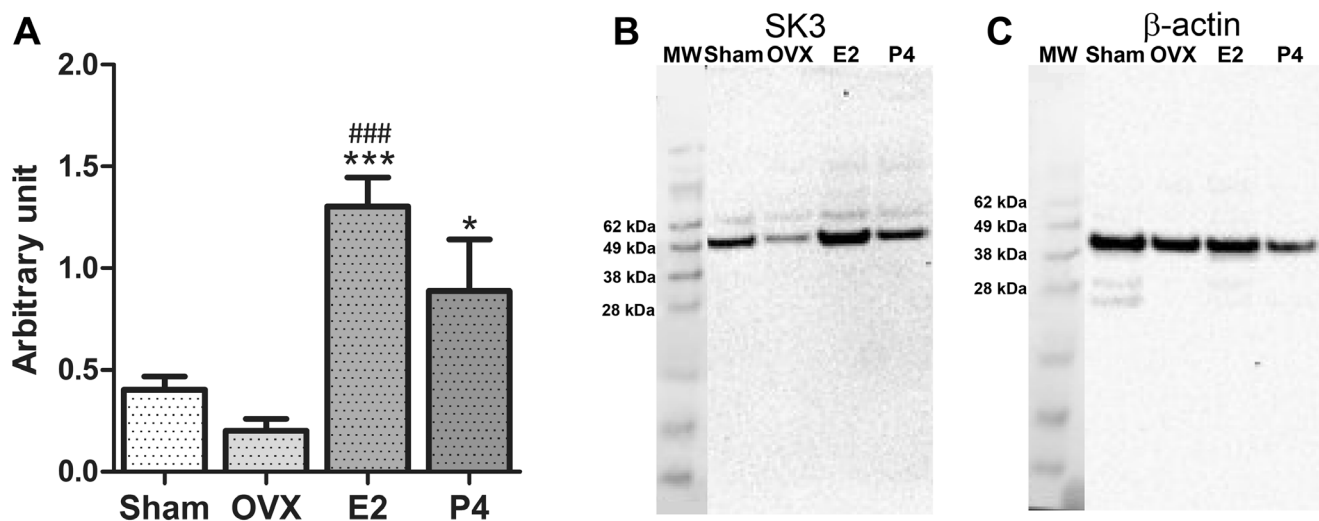 A
2.0
1.5
1.0
0.5
0.0
Arbitrary unit
###
***
*
Sham OVX E2 P4
B
SK3
MW Sham OVX E2 P4
62 kDa
49 kDa
38 kDa
28 kDa
C
β-actin
MW Sham OVX E2 P4
62 kDa
49 kDa
38 kDa
28 kDa